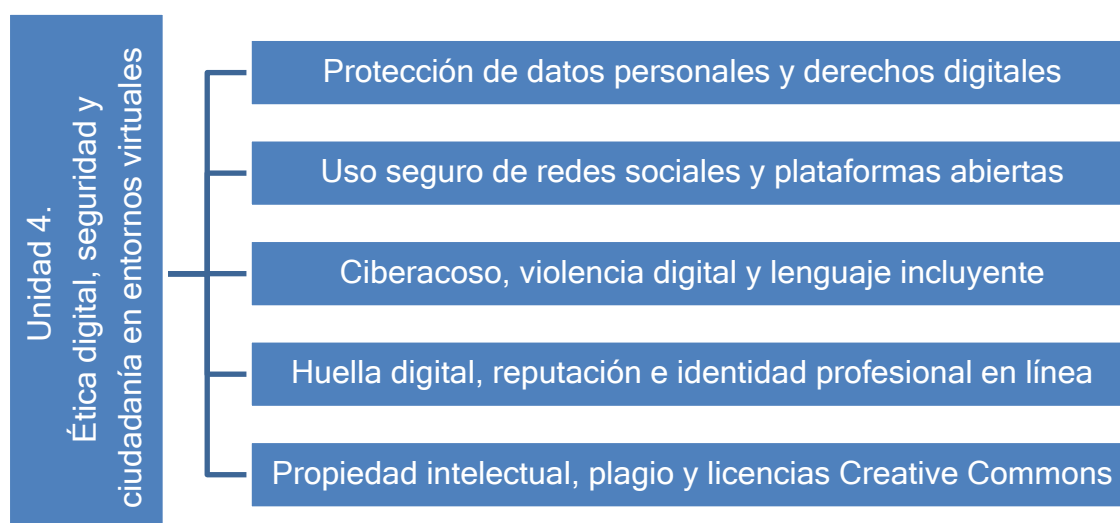 Unidad 4.
Ética digital, seguridad y
ciudadanía en entornos virtuales
Protección de datos personales y derechos digitales
Uso seguro de redes sociales y plataformas abiertas
Ciberacoso, violencia digital y lenguaje incluyente
Huella digital, reputación e identidad profesional en línea
Propiedad intelectual, plagio y licencias Creative Commons